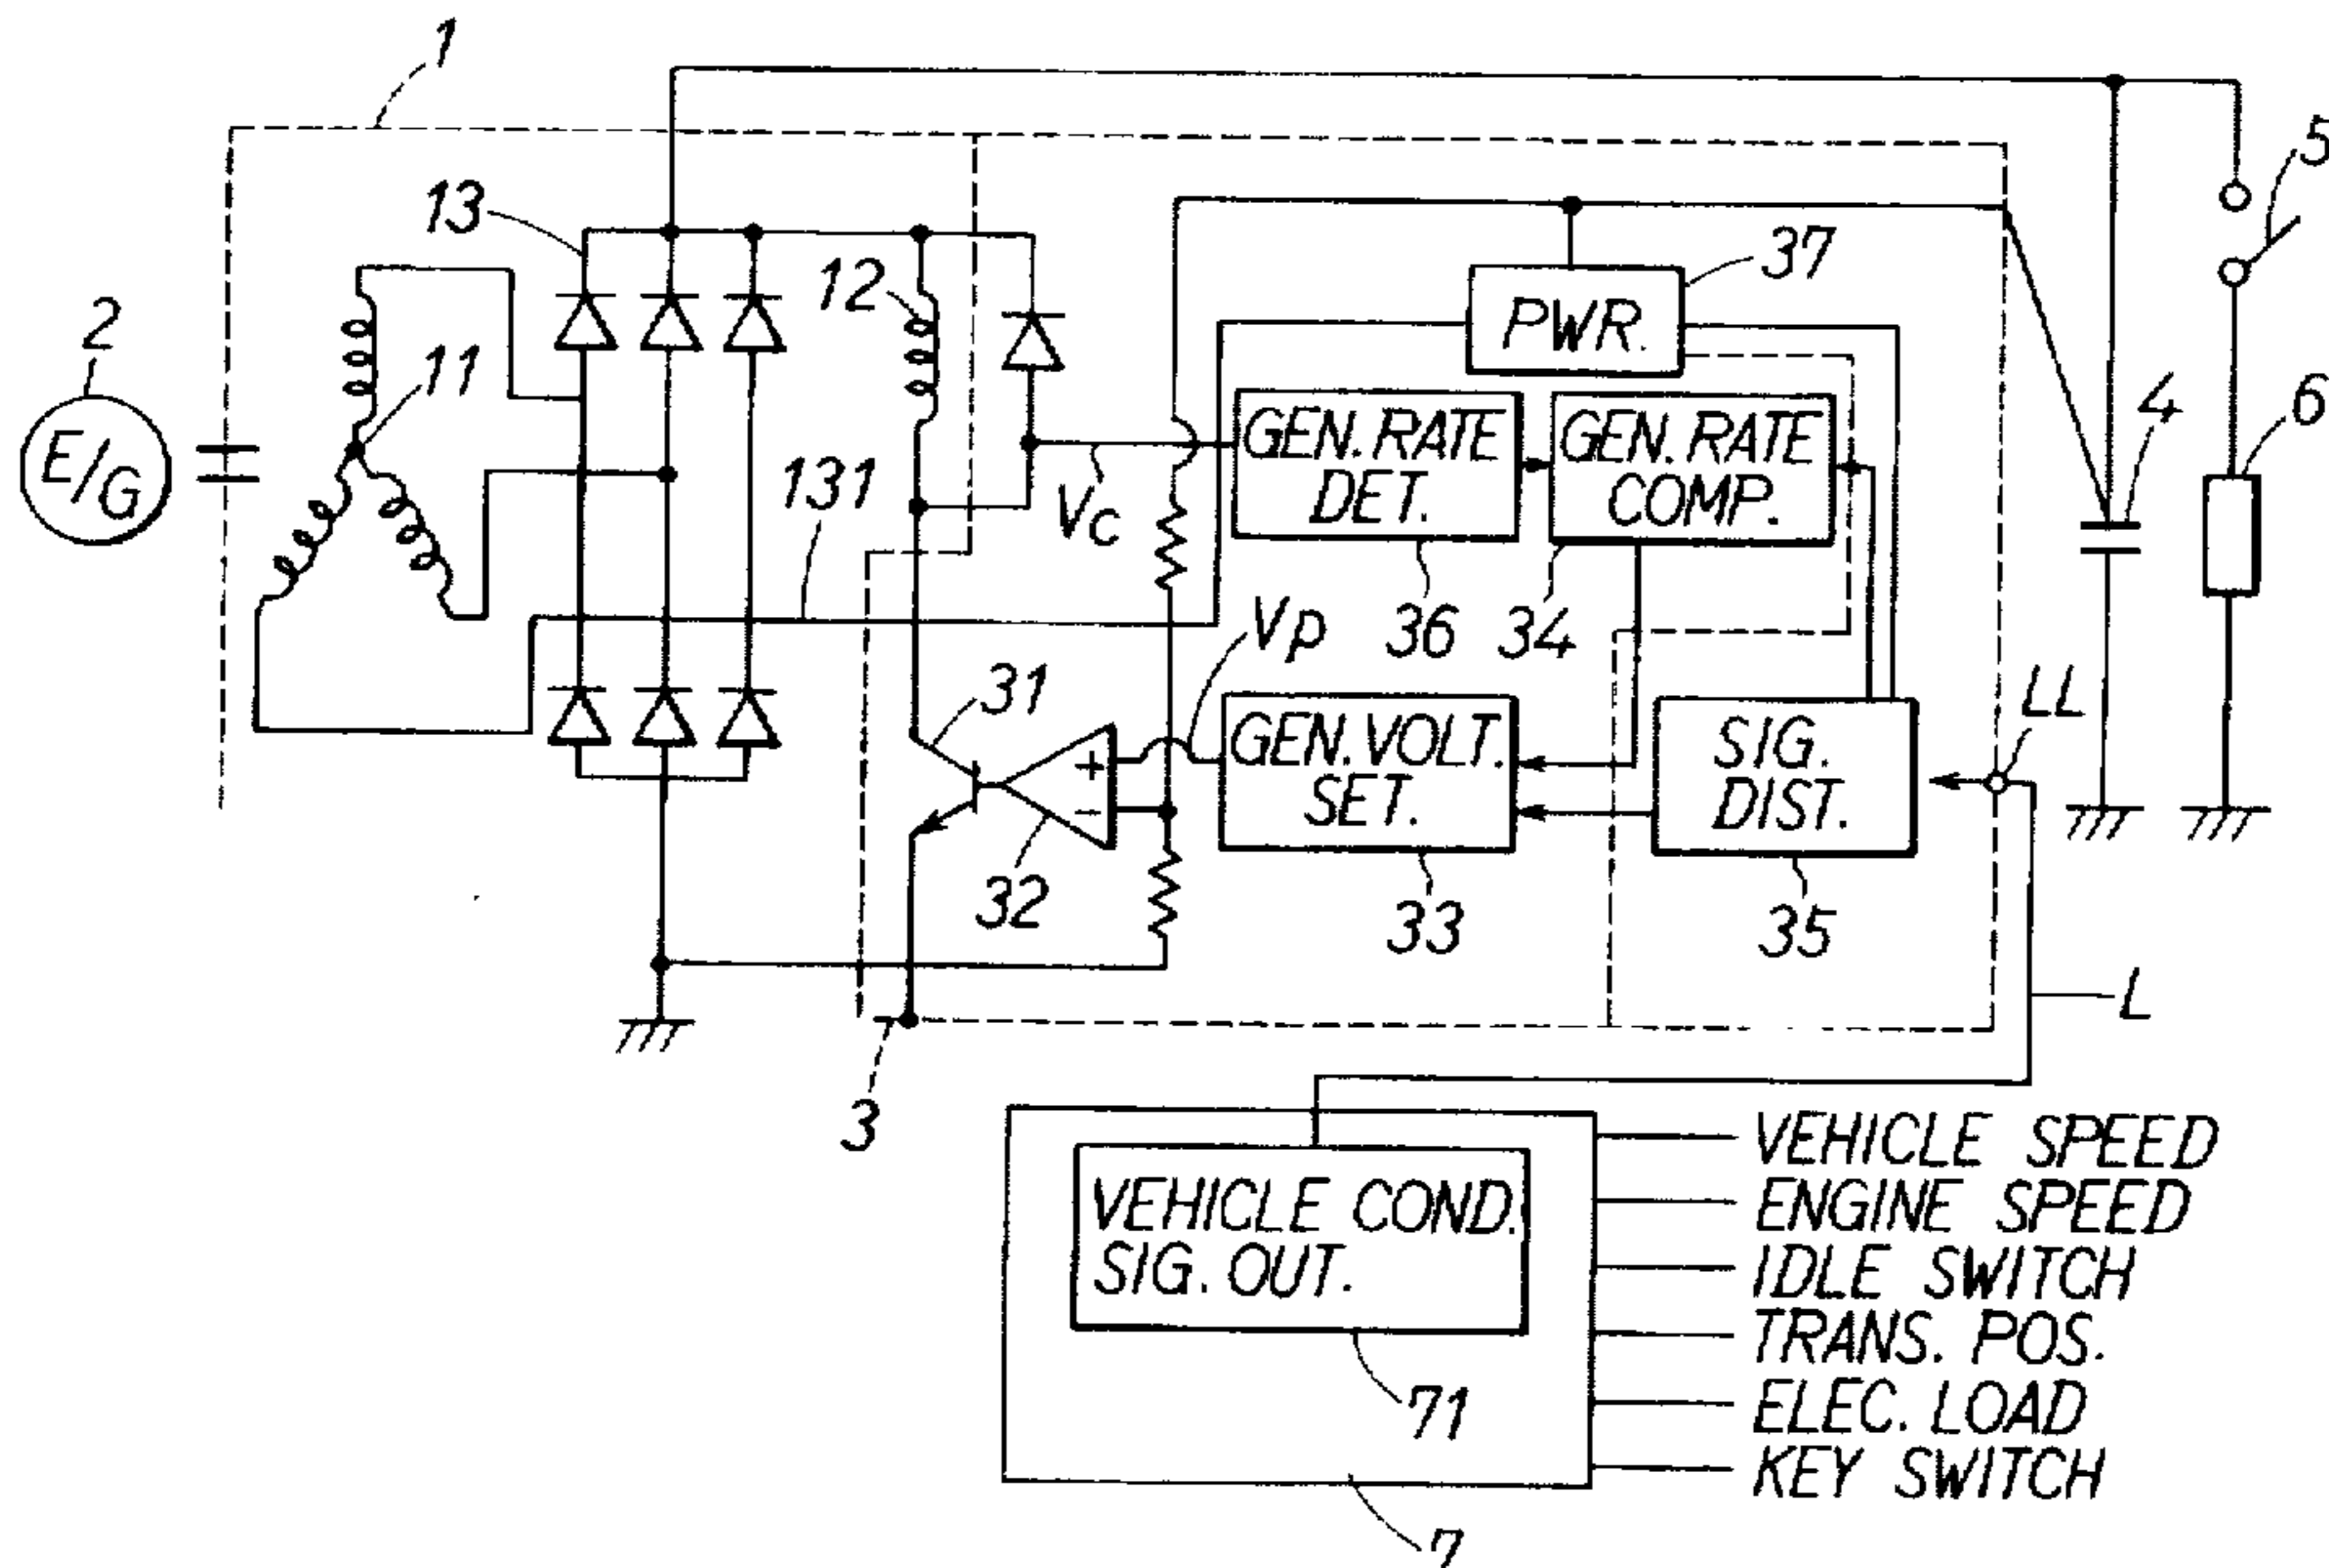 1
5
13
37
12
PWR.
2
11
4
6
E/G
GEN. RATE
DET.
GEN. RATE
COMP.
131
Vc
36
34
Vp
31
LL
GEN. VOLT.
SET.
SIG.
DIST.
+
−
32
33
35
L
3
VEHICLE SPEED
VEHICLE COND.
SIG. OUT.
ENGINE SPEED
IDLE SWITCH
TRANS. POS.
71
ELEC. LOAD
KEY SWITCH
7